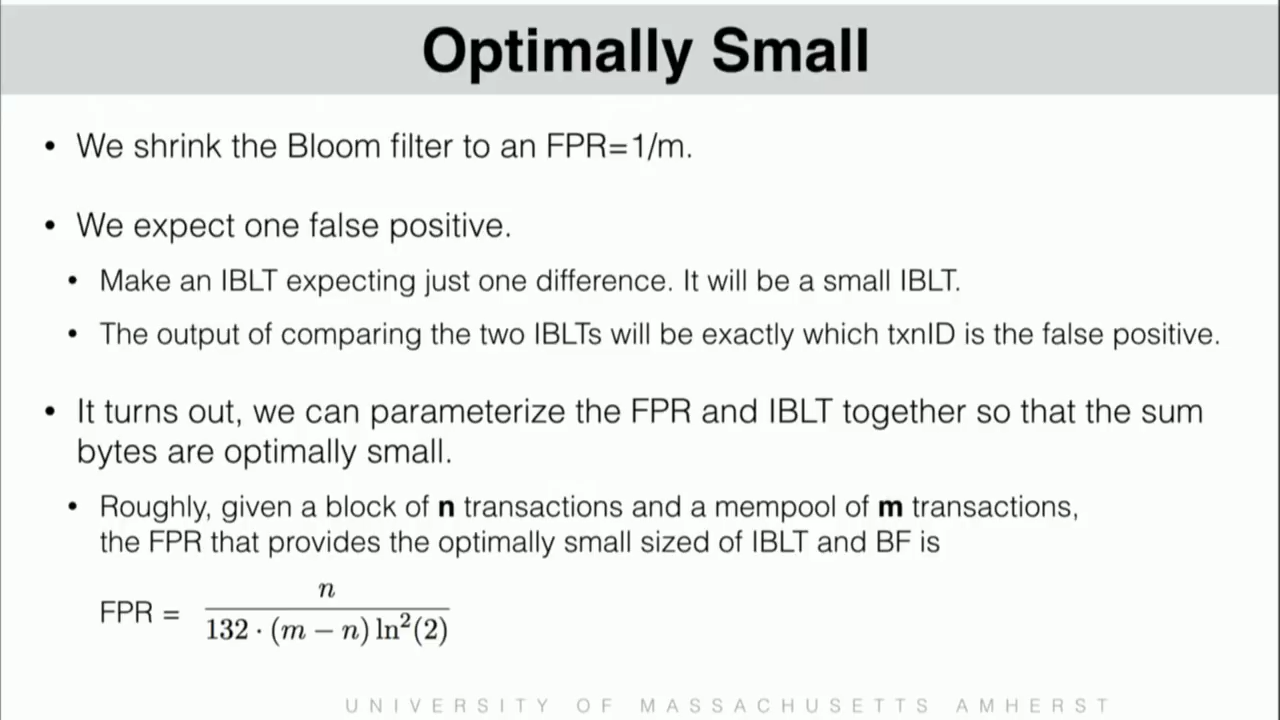 Optimally Small
• We shrink the Bloom filter to an FPR=1/m.
• We expect one false positive.
• Make an IBLT expecting just one difference. It will be a small IBLT.
• The output of comparing the two IBLTs will be exactly which txnID is the false positive.
• It turns out, we can parameterize the FPR and IBLT together so that the sum
bytes are optimally small.
• Roughly, given a block of n transactions and a mempool of m transactions,
the FPR that provides the optimally small sized of IBLT and BF is
n
FPR =
132 · (m − n) ln²(2)
UNIVERSITY OF MASSACHUSETTS AMHERST